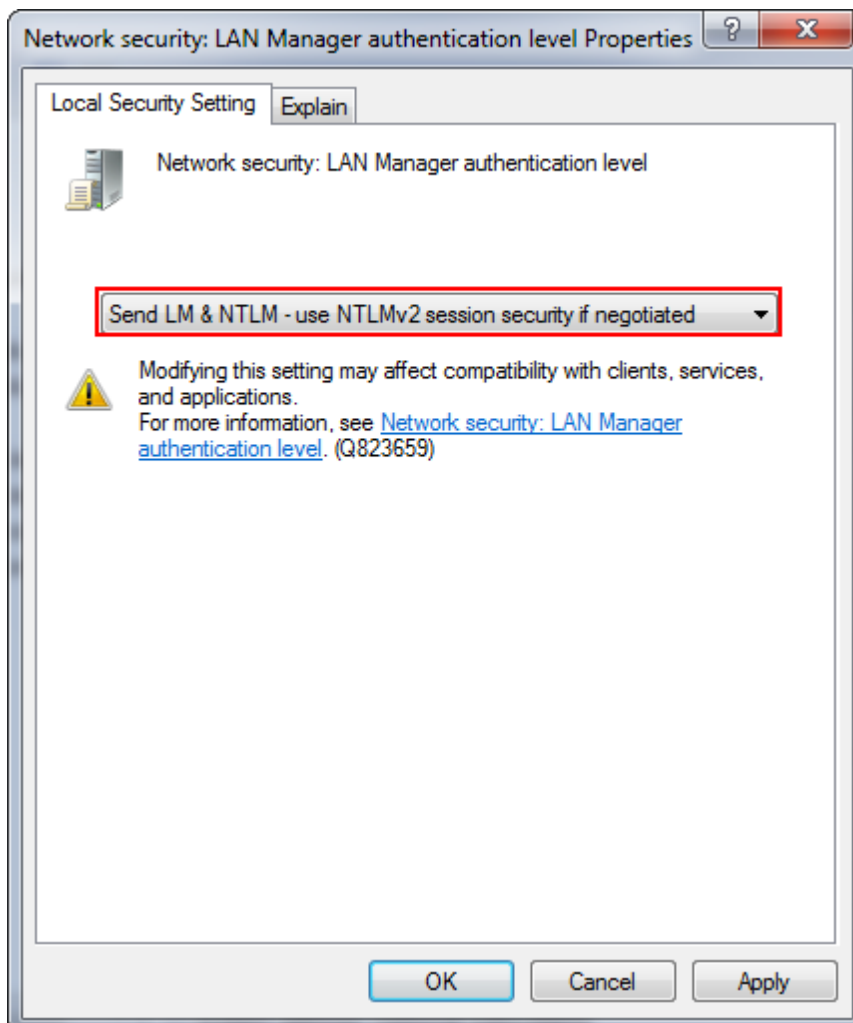 Network security: LAN Manager authentication level Properties
Local Security Setting
Explain
Network security: LAN Manager authentication level
Send LM & NTLM - use NTLMv2 session security if negotiated
Modifying this setting may affect compatibility with clients, services,
and applications.
For more information, see Network security: LAN Manager
authentication level. (Q823659)
OK
Cancel
Apply